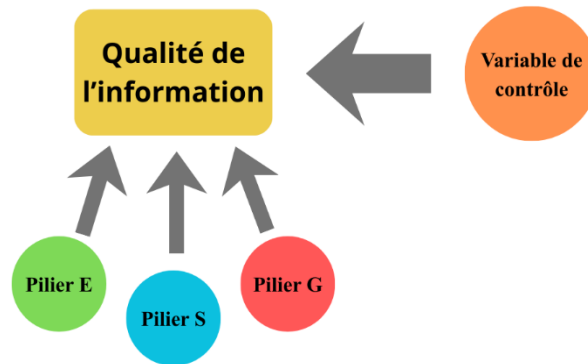 Qualité de
l'information
Variable de
contrôle
Pilier E
Pilier S
Pilier G